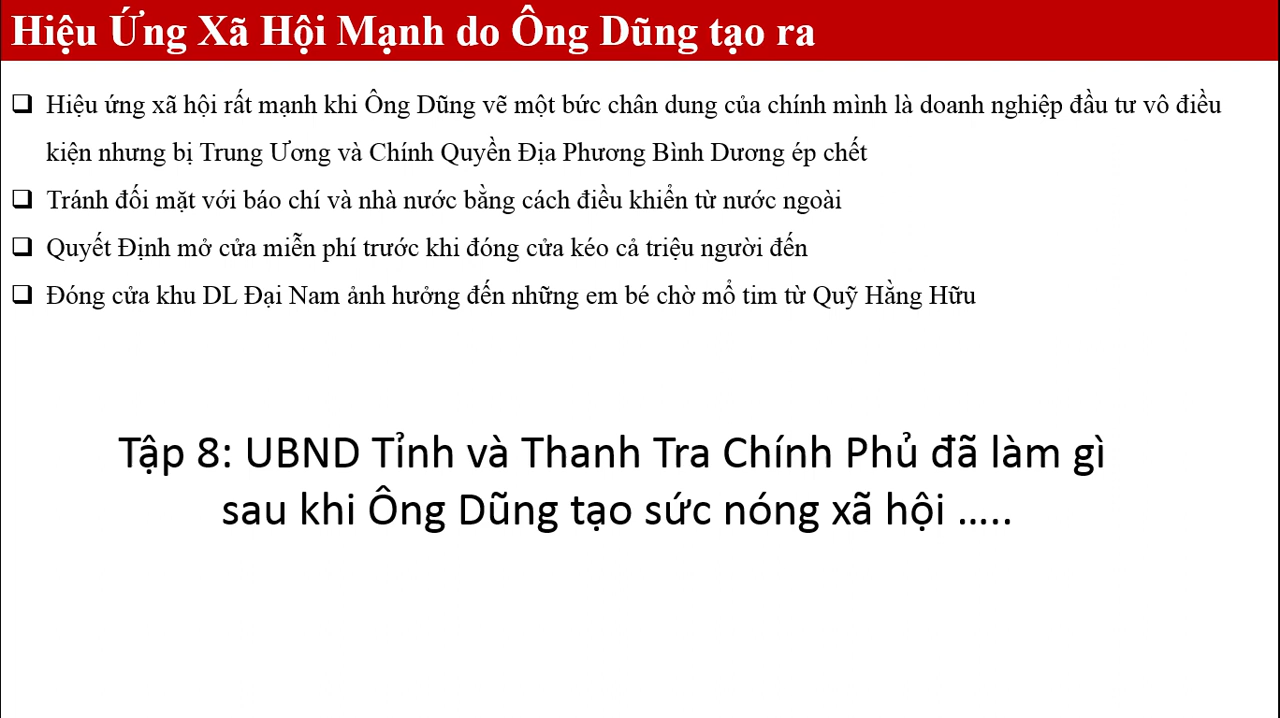 Hiệu Ứng Xã Hội Mạnh do Ông Dũng tạo ra
❑ Hiệu ứng xã hội rất mạnh khi Ông Dũng vẽ một bức chân dung của chính mình là doanh nghiệp đầu tư vô điều
kiện nhưng bị Trung Ương và Chính Quyền Địa Phương Bình Dương ép chết
❑ Tránh đối mặt với báo chí và nhà nước bằng cách điều khiển từ nước ngoài
❑ Quyết Định mở cửa miễn phí trước khi đóng cửa kéo cả triệu người đến
❑ Đóng cửa khu DL Đại Nam ảnh hưởng đến những em bé chờ mổ tim từ Quỹ Hằng Hữu
Tập 8: UBND Tỉnh và Thanh Tra Chính Phủ đã làm gì
sau khi Ông Dũng tạo sức nóng xã hội …..